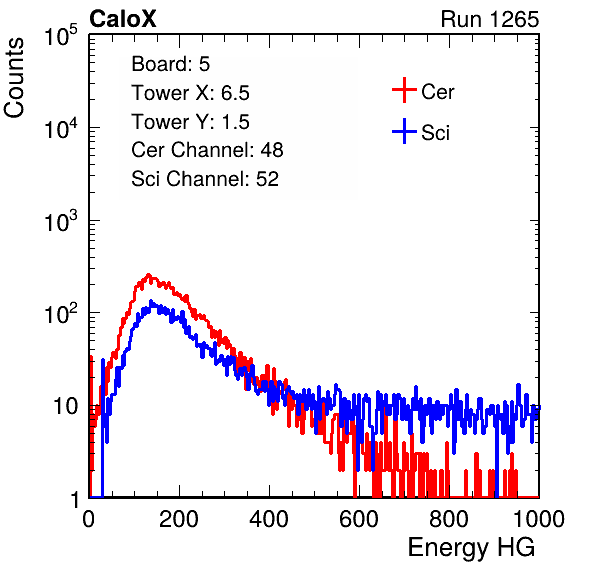 CaloX Run 1265
Counts
10^5
10^4
10^3
10^2
10
1
Board: 5
Tower X: 6.5
Tower Y: 1.5
Cer Channel: 48
Sci Channel: 52
Cer
Sci
0 200 400 600 800 1000
Energy HG